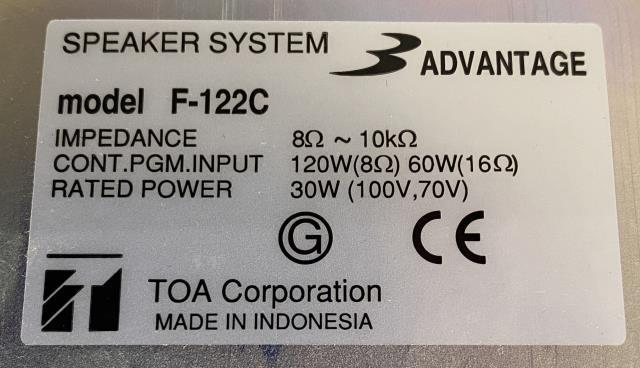 SPEAKER SYSTEM
3 ADVANTAGE
model F-122C
IMPEDANCE 8Ω ~ 10kΩ
CONT.PGM.INPUT 120W(8Ω) 60W(16Ω)
RATED POWER 30W (100V,70V)
G CE
TOA Corporation
MADE IN INDONESIA